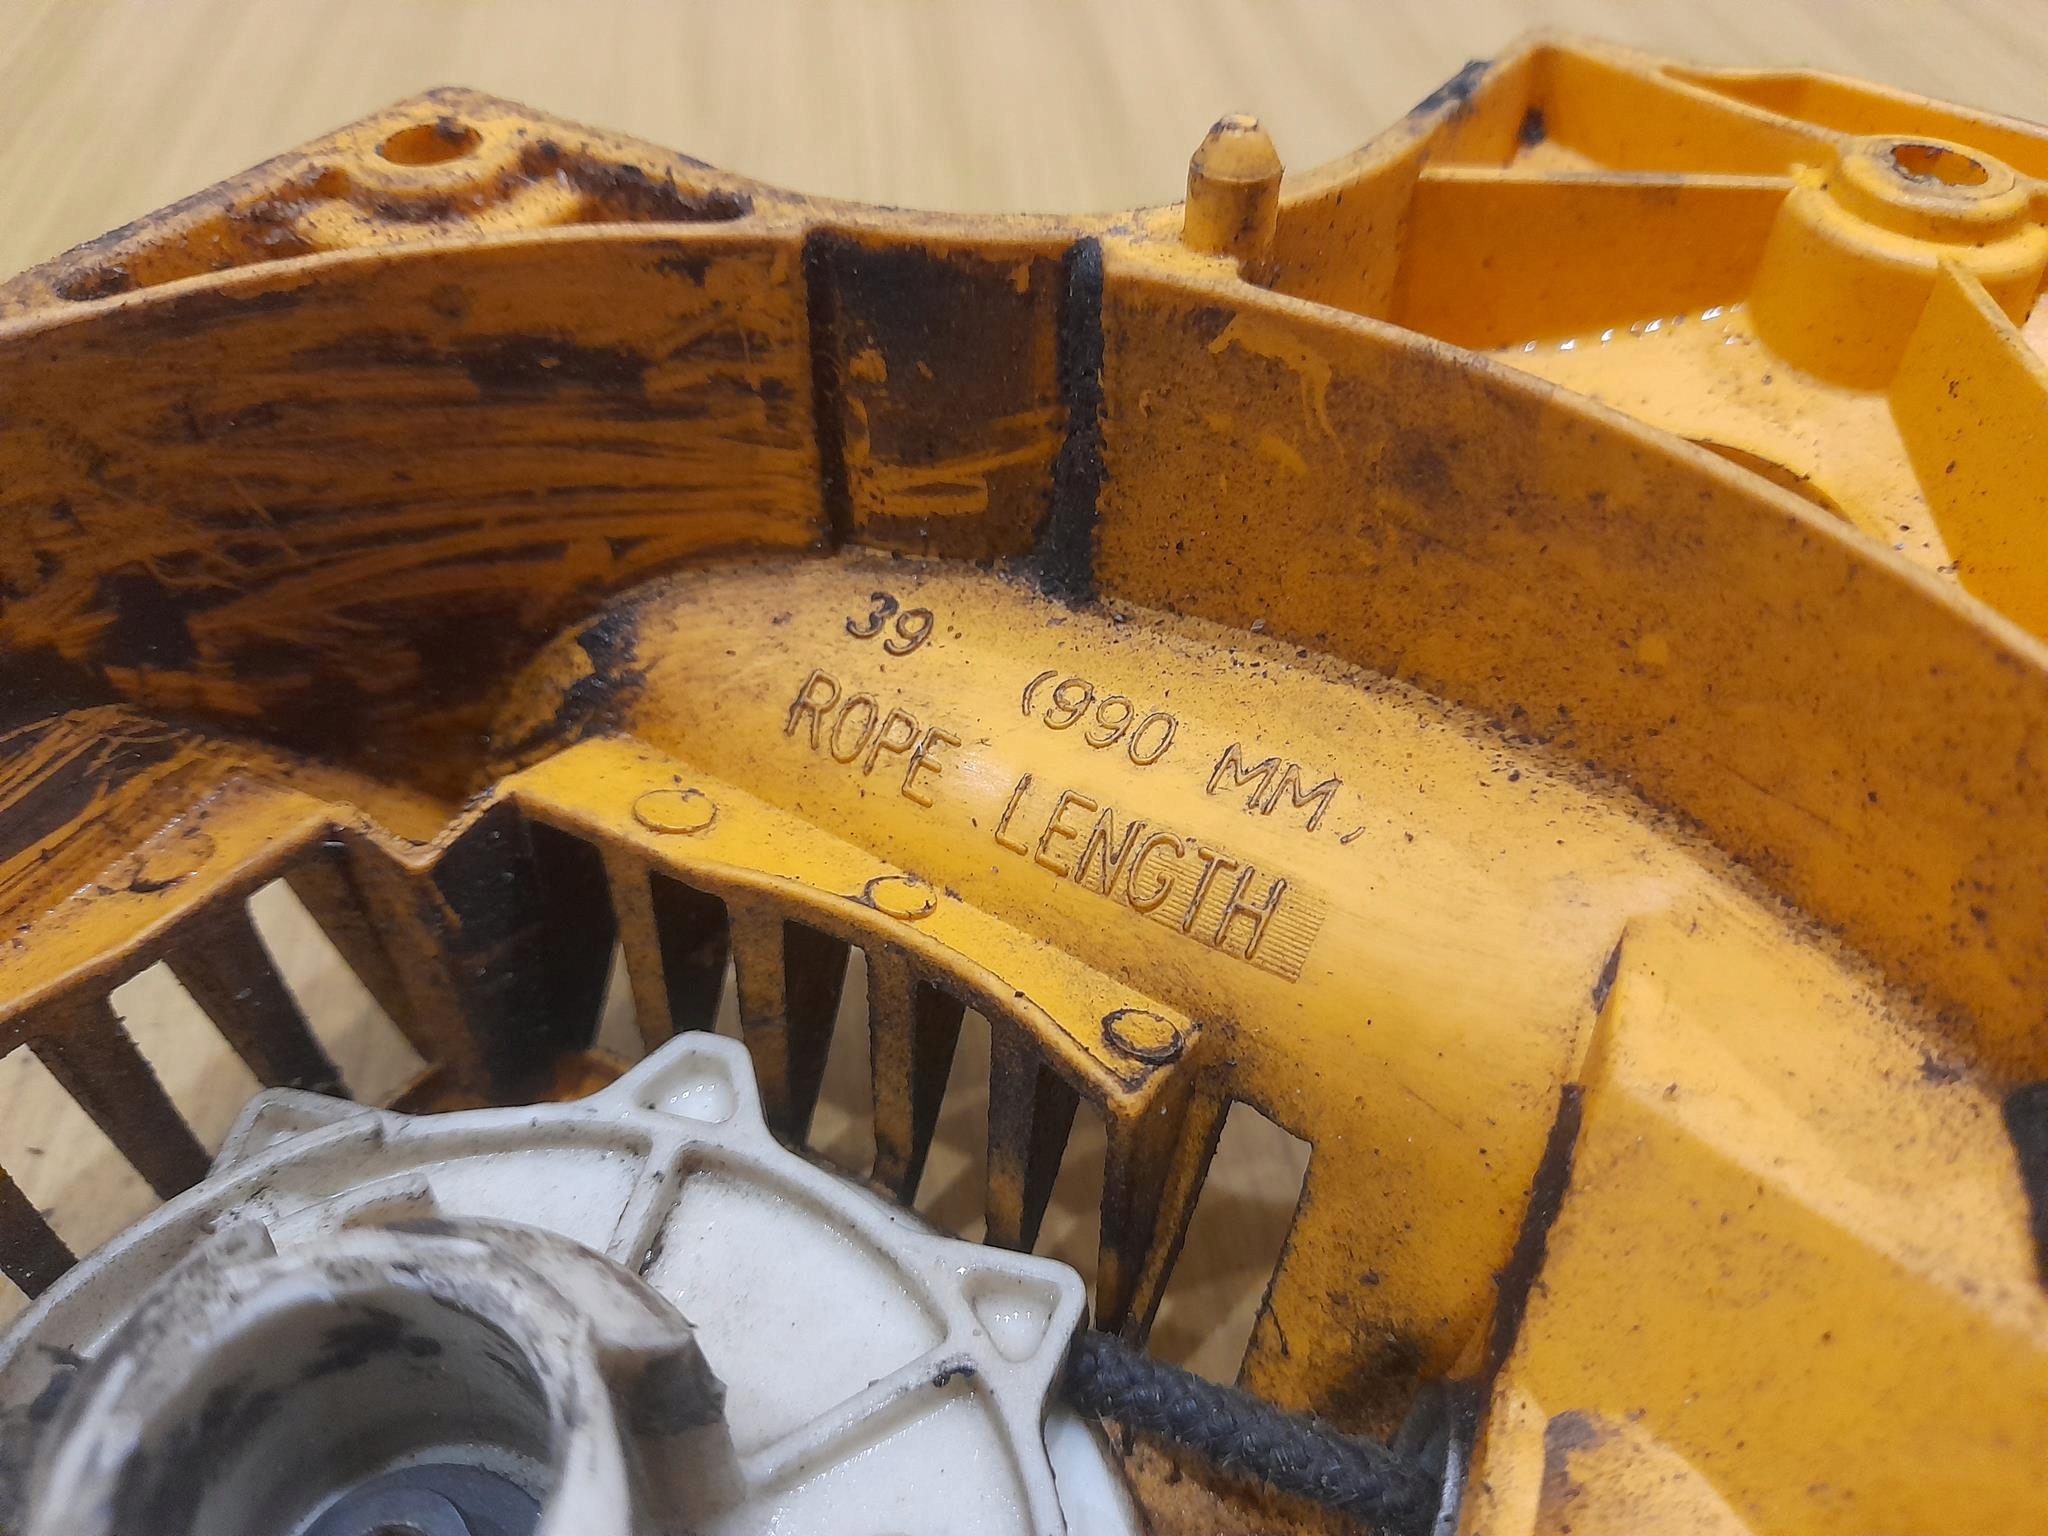 39" (990 MM)
ROPE LENGTH